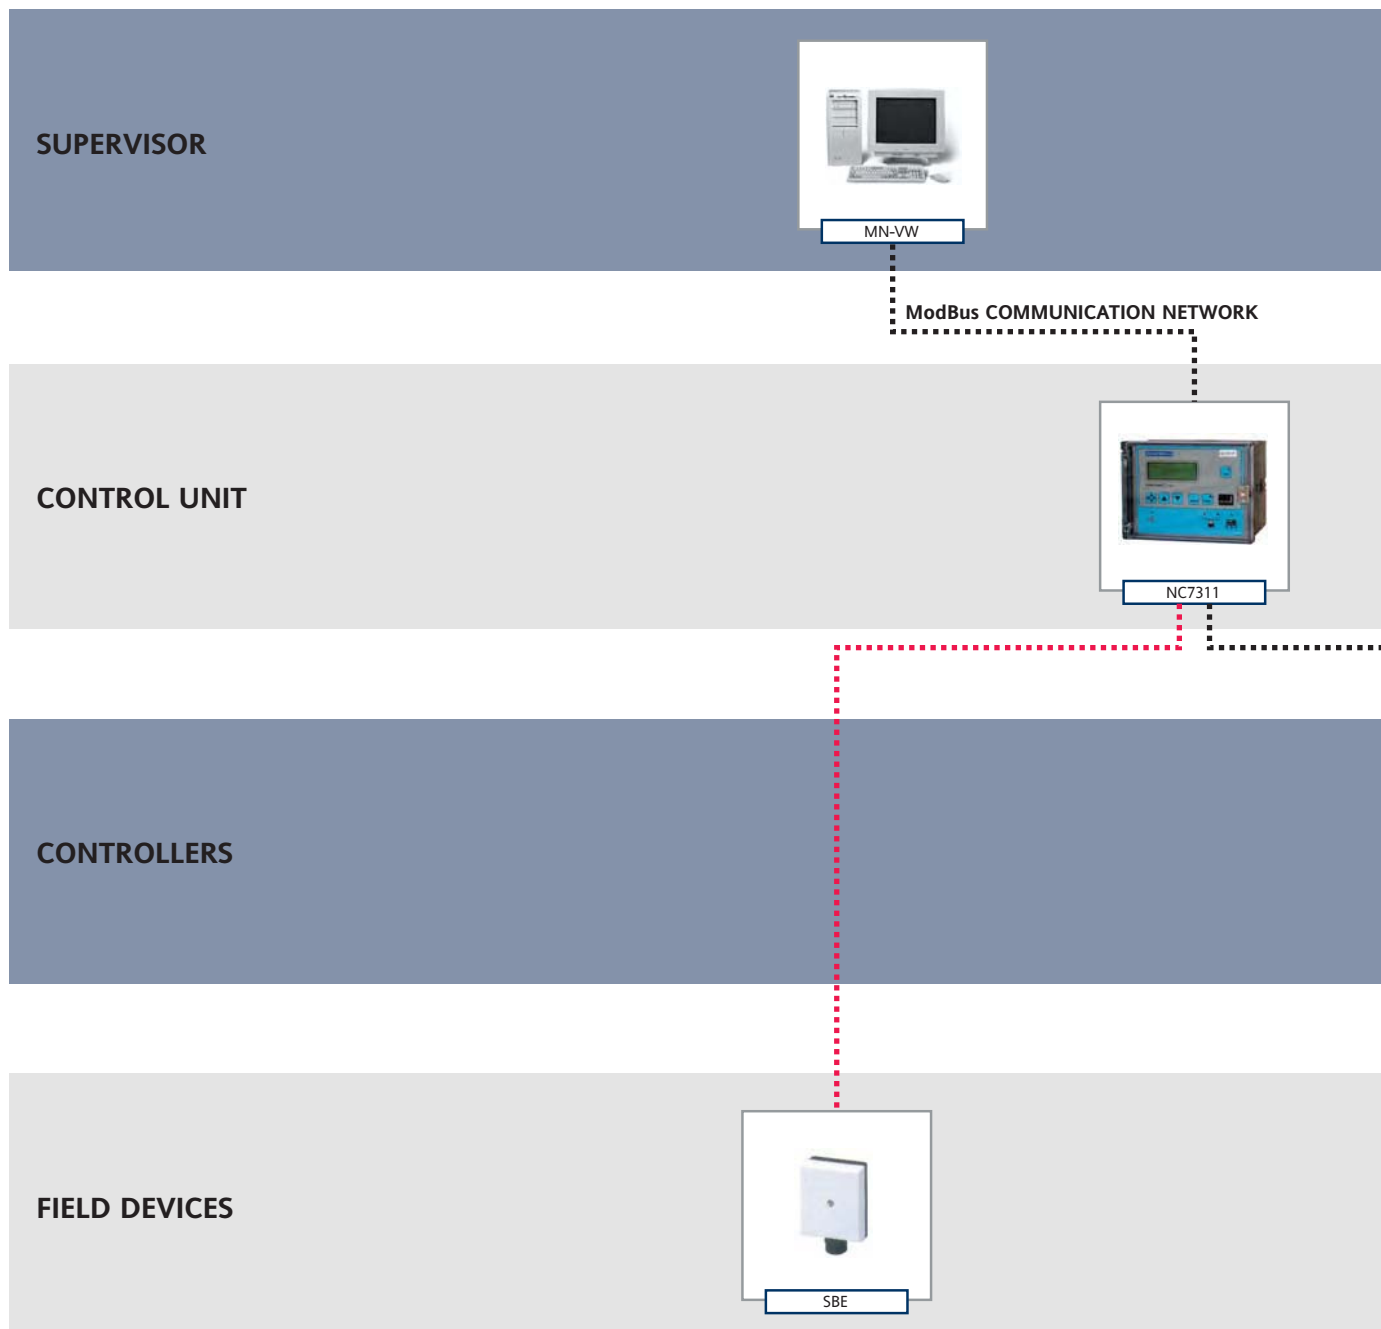 SUPERVISOR
MN-VW
ModBus COMMUNICATION NETWORK
CONTROL UNIT
NC7311
CONTROLLERS
FIELD DEVICES
SBE